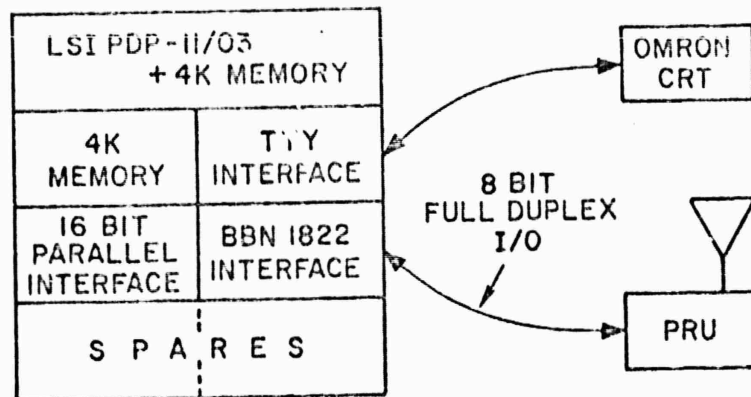 LSI PDP-11/03
+ 4K MEMORY
4K
MEMORY
TTY
INTERFACE
16 BIT
PARALLEL
INTERFACE
BBN 1822
INTERFACE
SPARES
OMRON
CRT
8 BIT
FULL DUPLEX
I/O
PRU